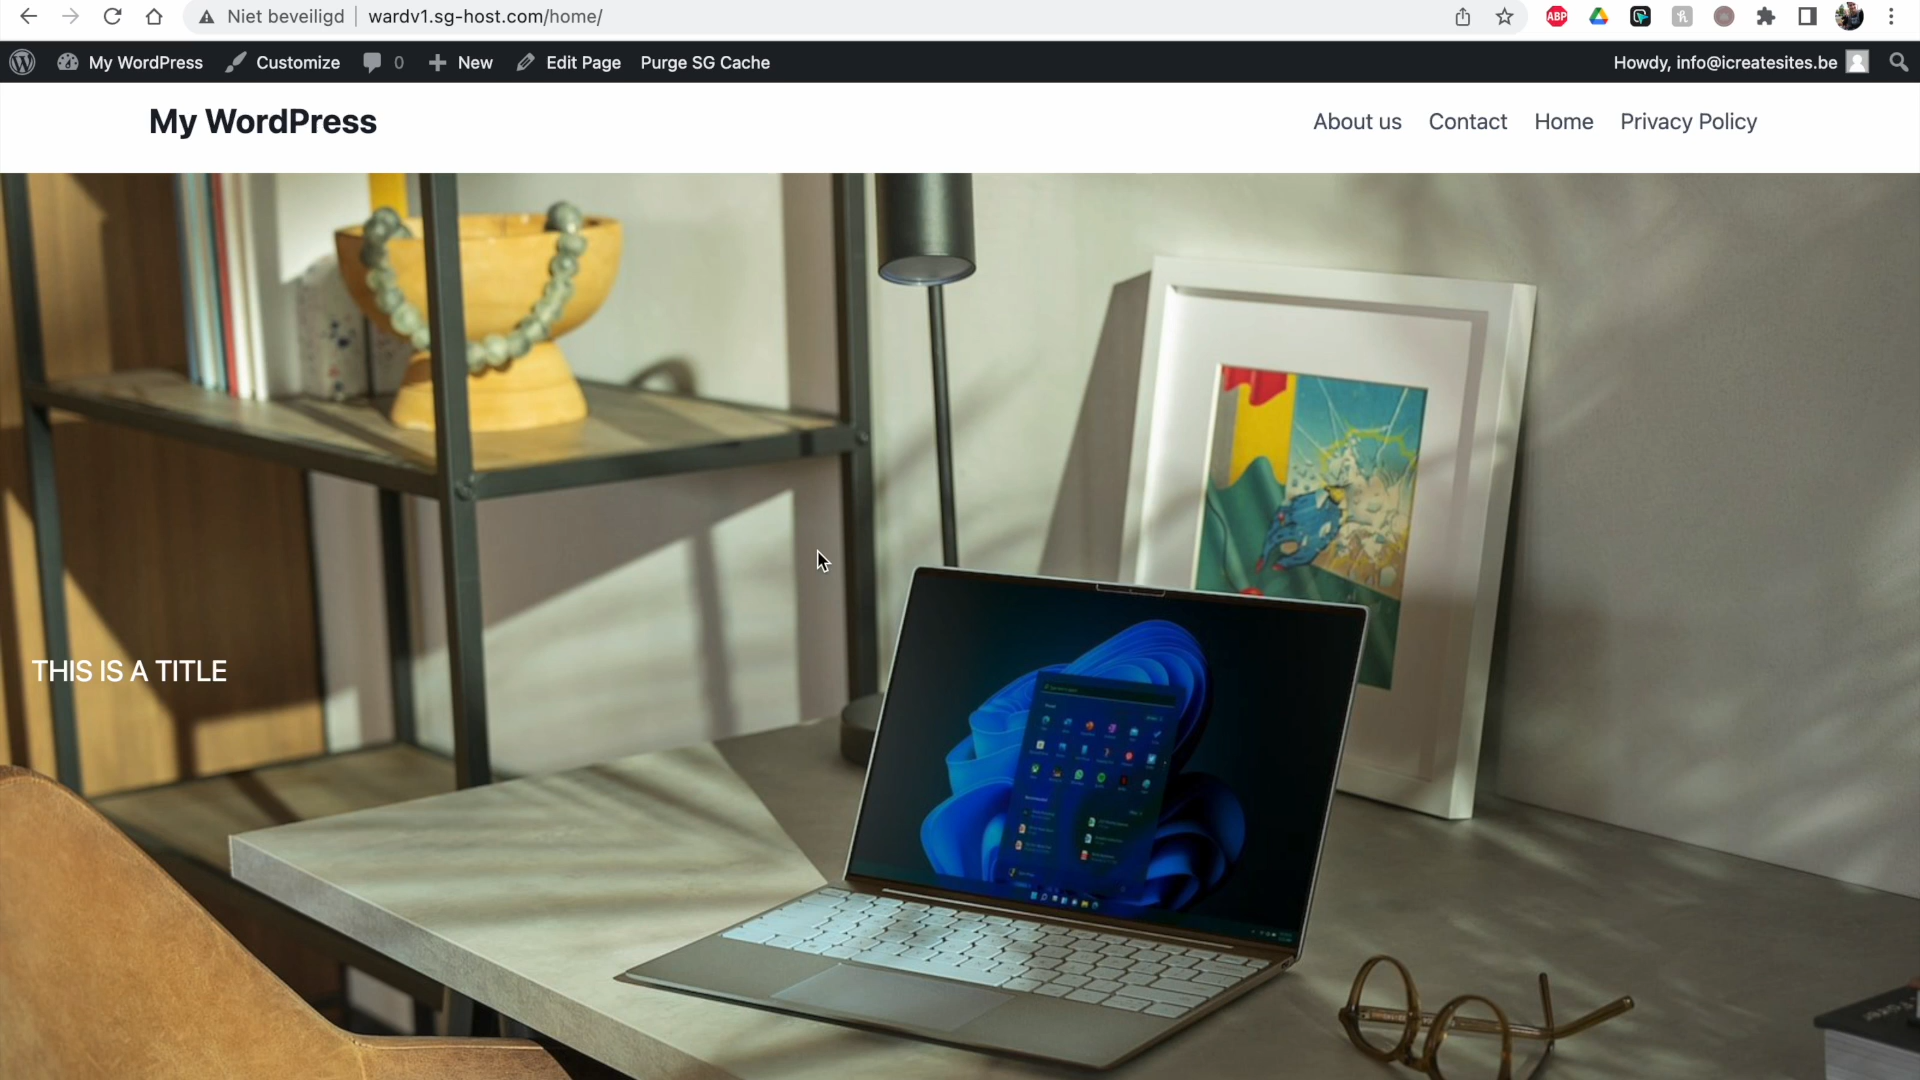 Niet beveiligd wardv1.sg-host.com/home/
ABP
My WordPress Customize 0 New Edit Page Purge SG Cache Howdy, info@icreatesites.be
My WordPress About us Contact Home Privacy Policy
THIS IS A TITLE